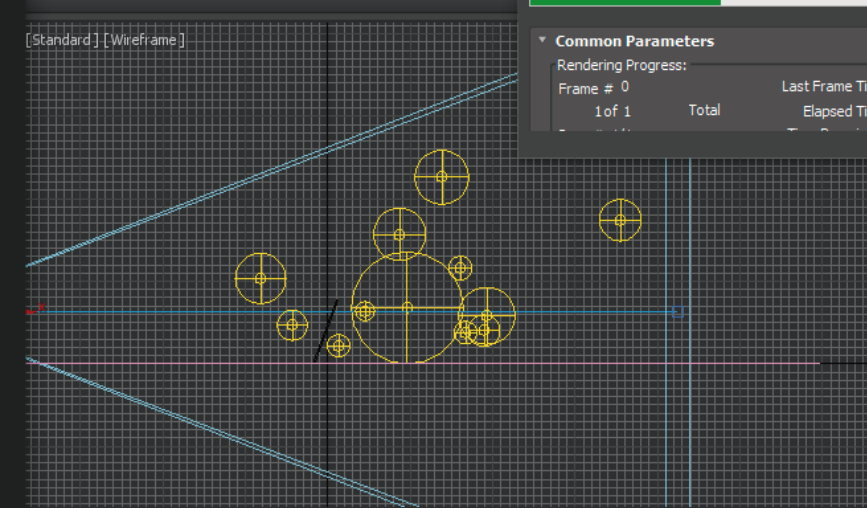 [Standard] [Wireframe]
Common Parameters
Rendering Progress:
Frame # 0
Last Frame Ti
1 of 1
Total
Elapsed Ti